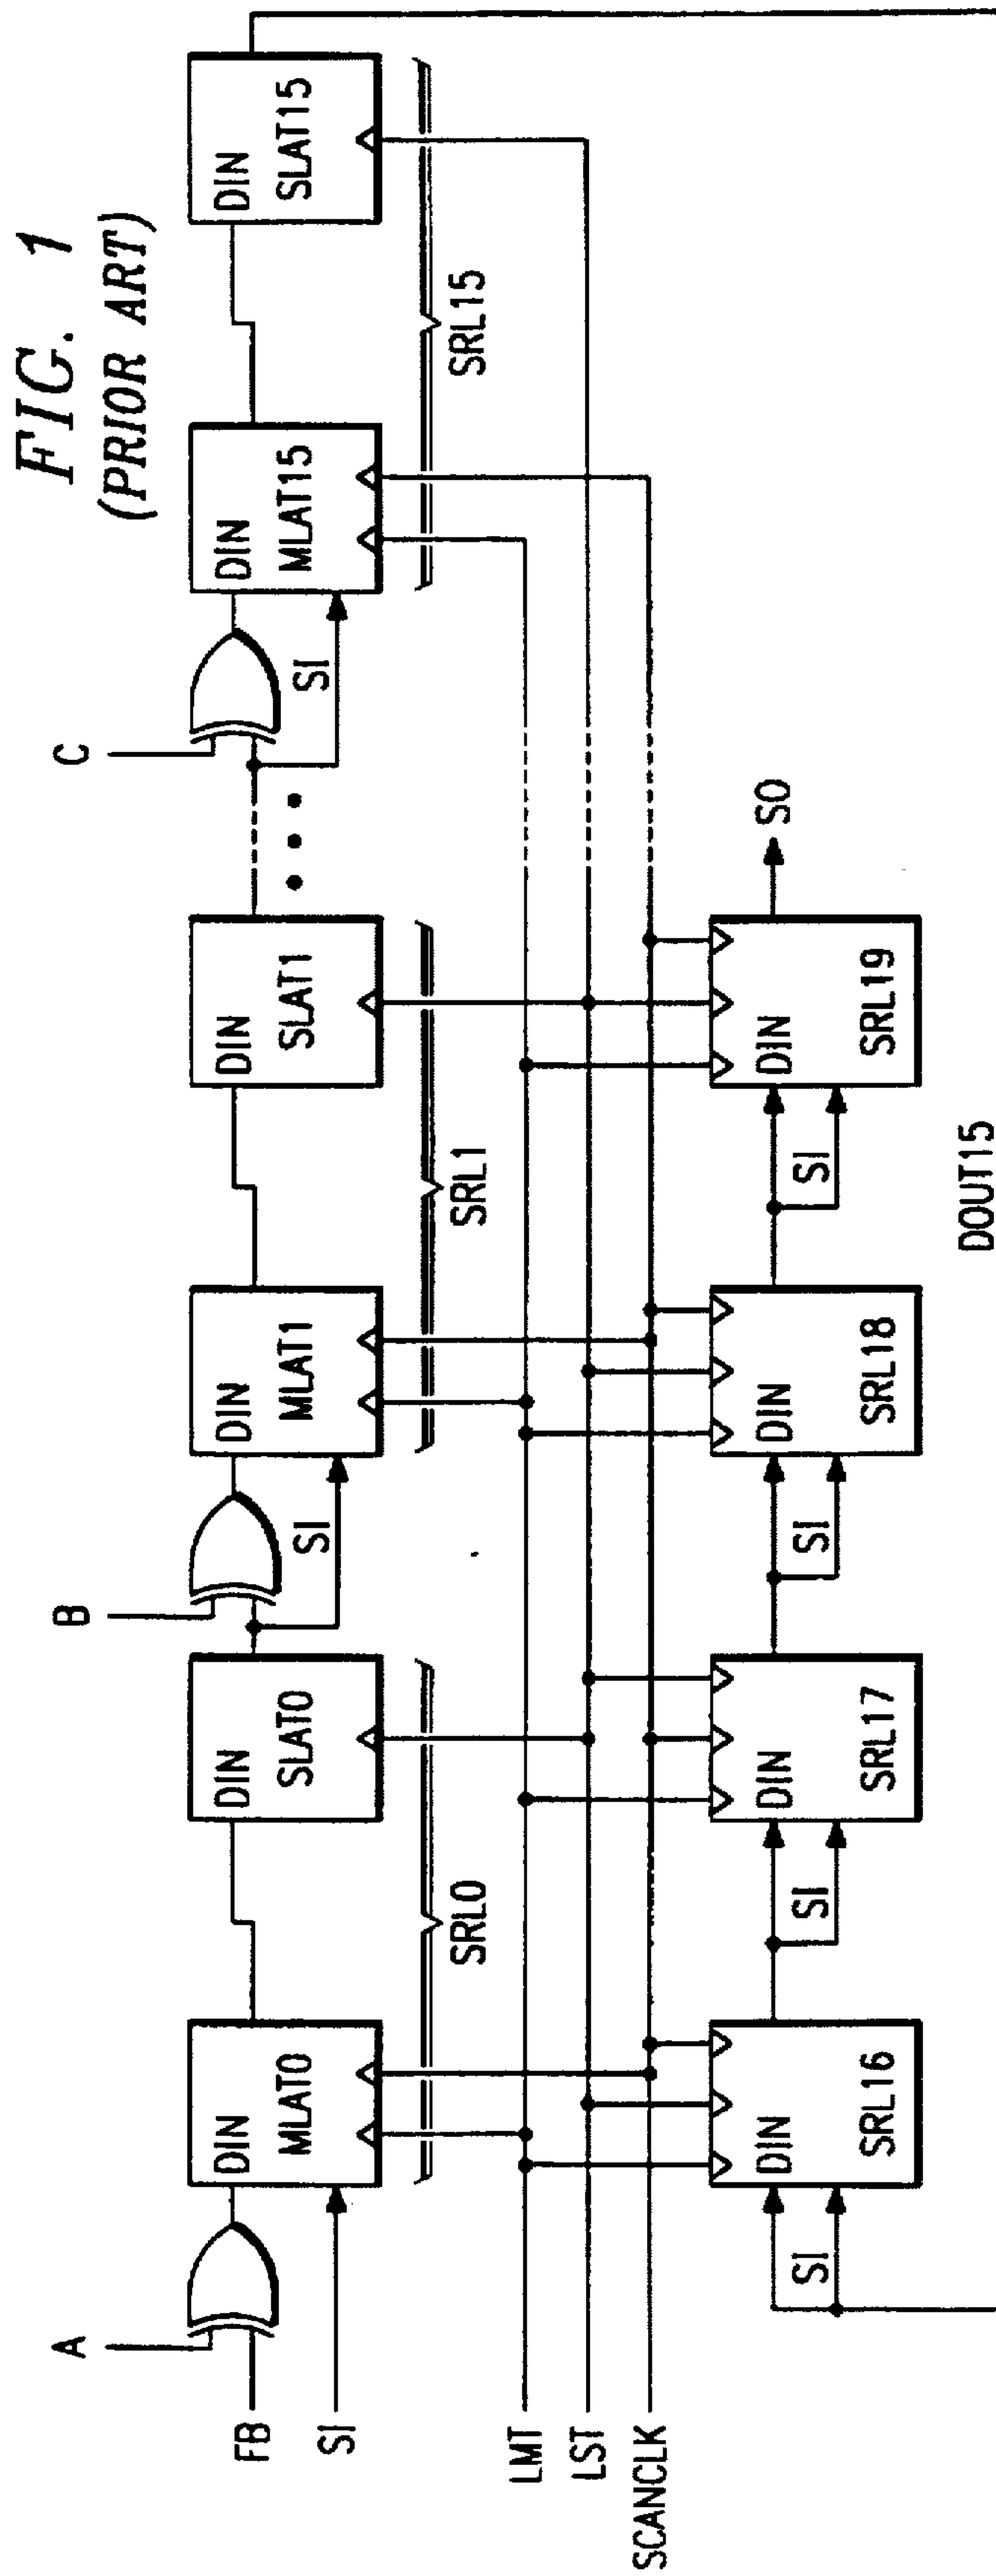 FIG. 1
(PRIOR ART)
A
B
C
FB
SI
DIN
MLAT0
DIN
SLAT0
SI
DIN
MLAT1
DIN
SLAT1
SI
DIN
MLAT15
DIN
SLAT15
SRL0
SRL1
SRL15
LMT
LST
SCANCLK
SI
DIN
SRL16
SI
DIN
SRL17
SI
DIN
SRL18
SI
DIN
SRL19
SO
DOUT15